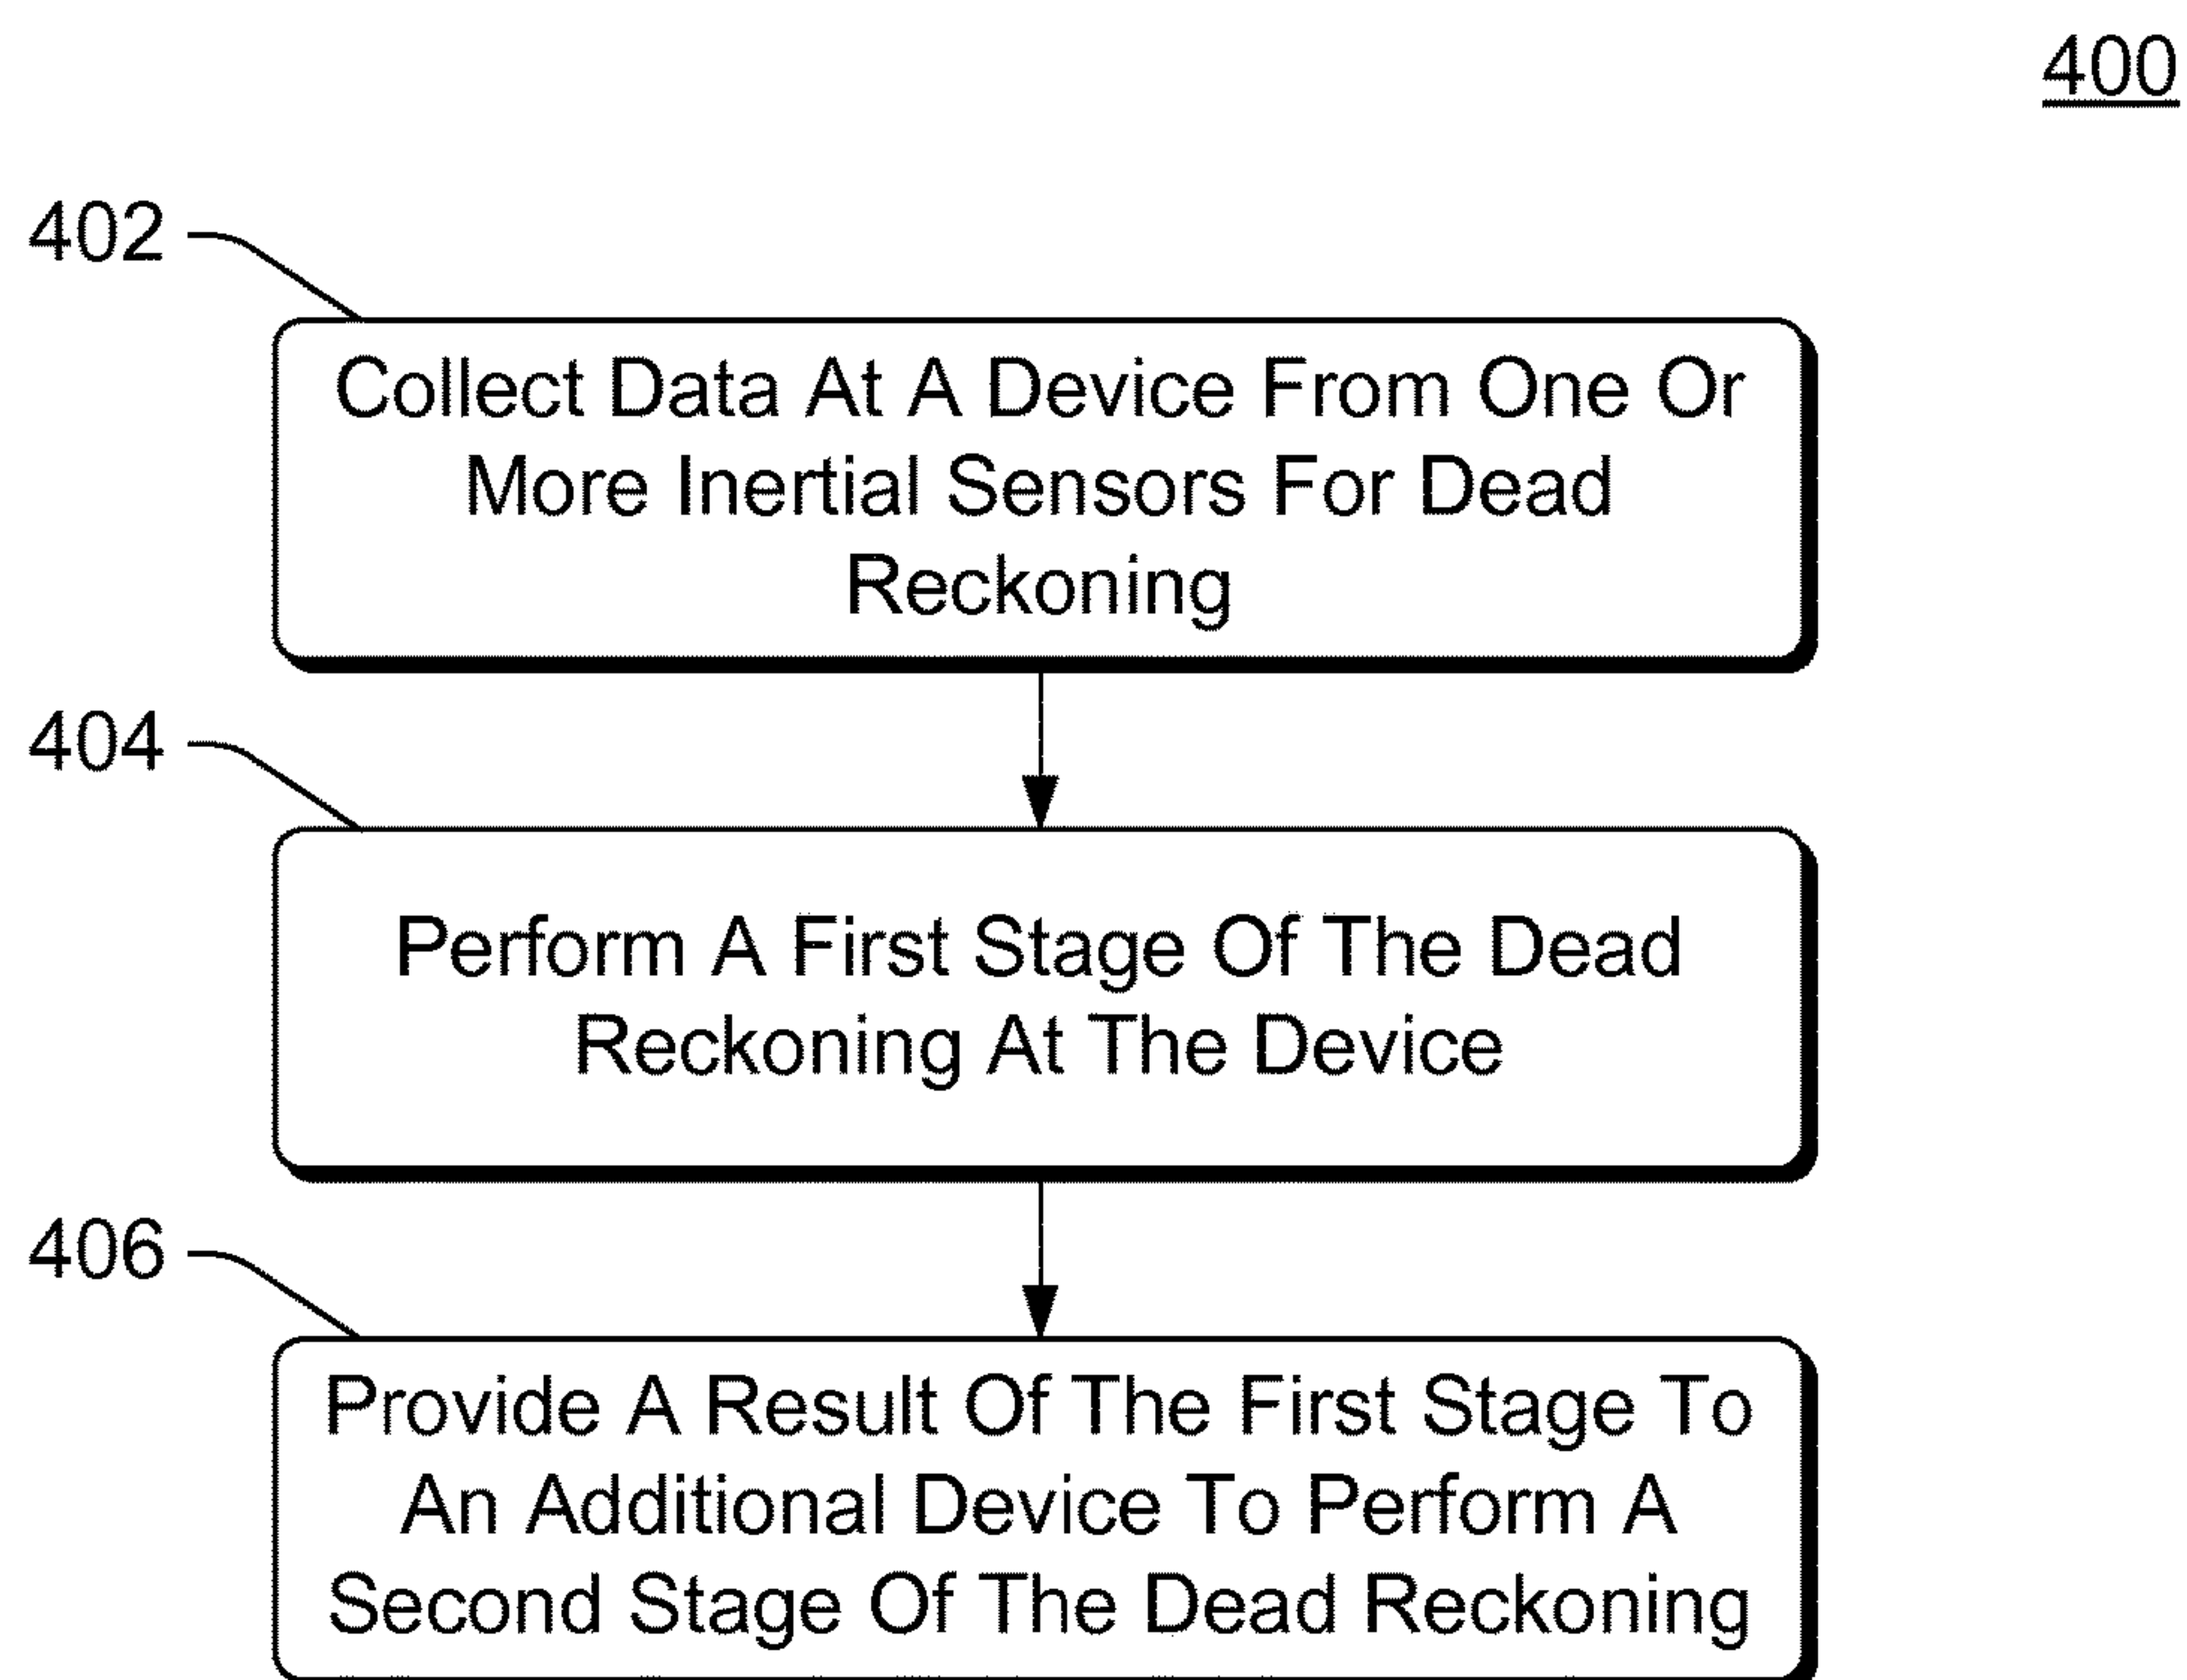 400
402
Collect Data At A Device From One Or
More Inertial Sensors For Dead
Reckoning
404
Perform A First Stage Of The Dead
Reckoning At The Device
406
Provide A Result Of The First Stage To
An Additional Device To Perform A
Second Stage Of The Dead Reckoning